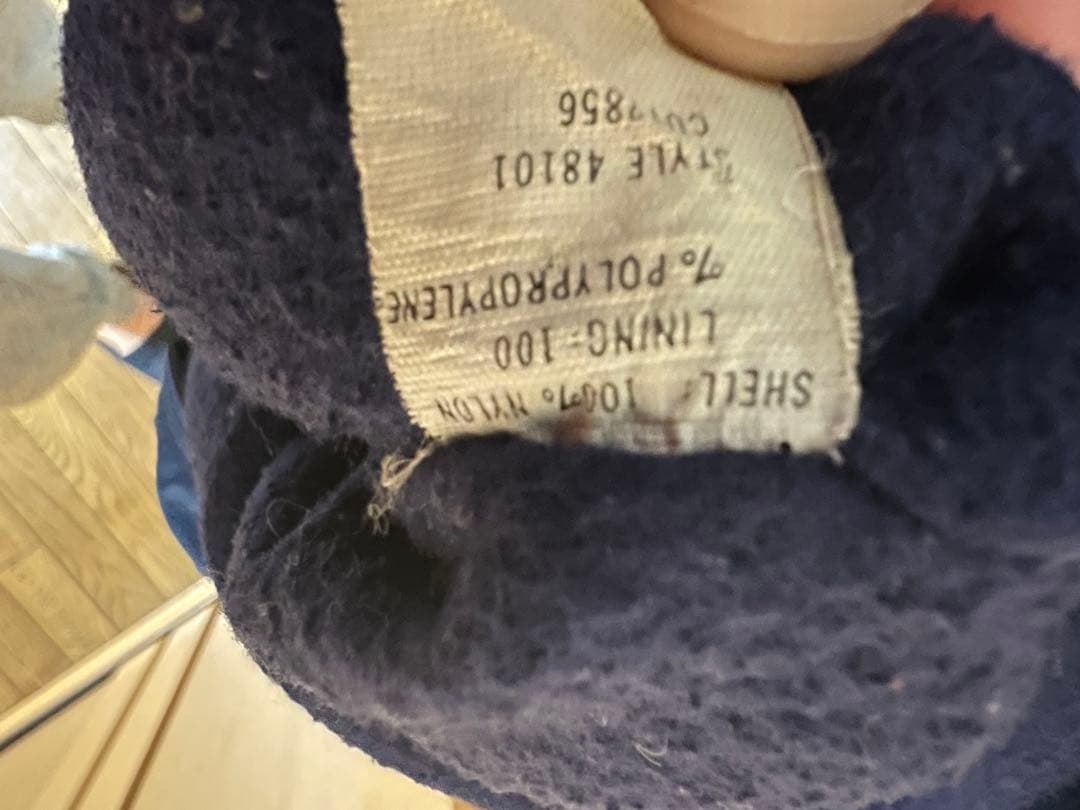 SHELL: 100% NYLON
LINING-100
% POLYPROPYLENE
STYLE 48101